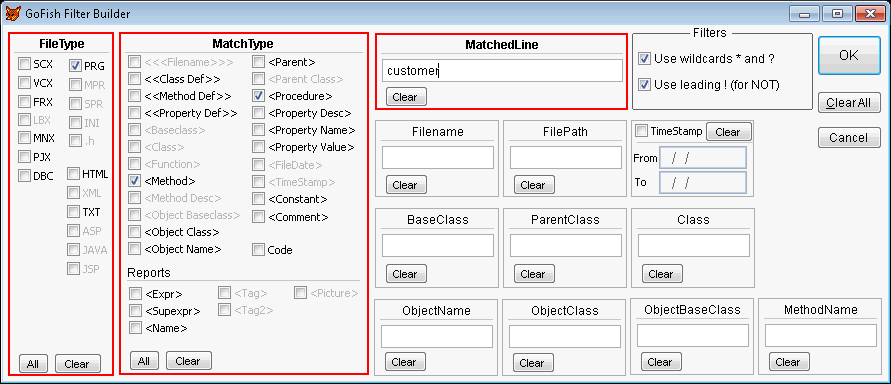 GoFish Filter Builder
FileType
SCX
PRG
VCX
MPR
FRX
SPR
LBX
INI
MNX
.h
PJX
DBC
HTML
XML
TXT
ASP
JAVA
JSP
All
Clear
MatchType
<<<Filename>>>
<Parent>
<<Class Def>>
<Parent Class>
<<Method Def>>
<Procedure>
<<Property Def>>
<Property Desc>
<Baseclass>
<Property Name>
<Class>
<Property Value>
<Function>
<FileDate>
<Method>
<TimeStamp>
<Method Desc>
<Constant>
<Object Baseclass>
<Comment>
<Object Class>
<Object Name>
Code
Reports
<Expr>
<Tag>
<Picture>
<Supexpr>
<Tag2>
<Name>
All
Clear
MatchedLine
customer
Clear
Filters
Use wildcards * and ?
Use leading ! (for NOT)
OK
Clear All
Cancel
Filename
Clear
FilePath
Clear
TimeStamp
Clear
From
/ /
To
/ /
BaseClass
Clear
ParentClass
Clear
Class
Clear
ObjectName
Clear
ObjectClass
Clear
ObjectBaseClass
Clear
MethodName
Clear